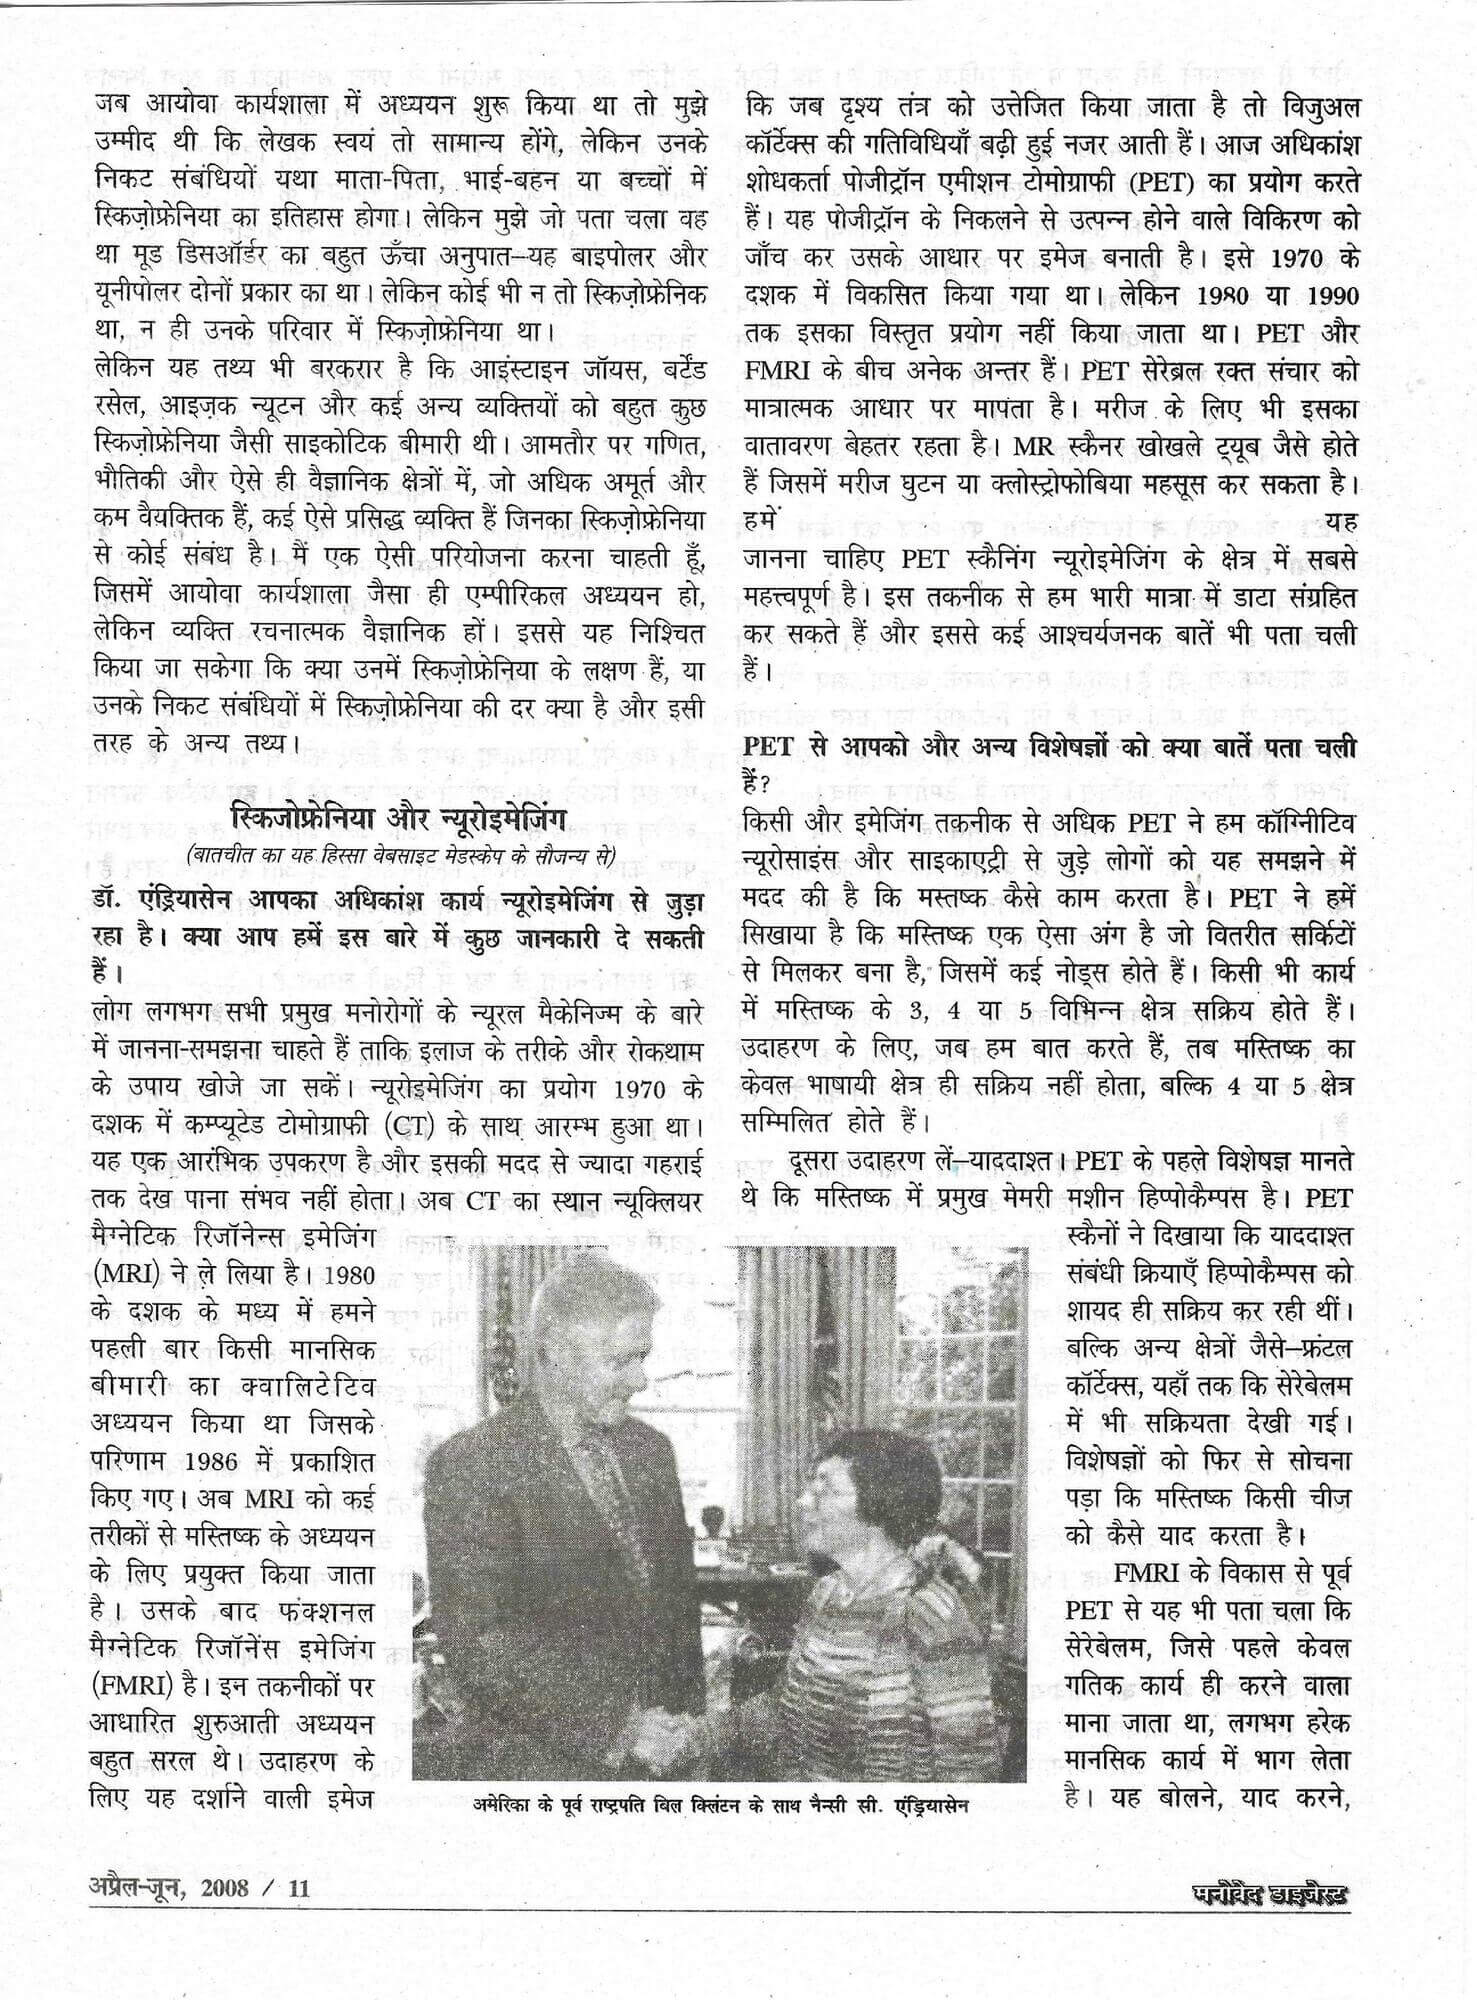 जब आयोवा कार्यशाला में अध्ययन शुरू किया था तो मुझे
उम्मीद थी कि लेखक स्वयं तो सामान्य होंगे, लेकिन उनके
निकट संबंधियों यथा माता-पिता, भाई-बहन या बच्चों में
स्किज़ोफ्रेनिया का इतिहास होगा। लेकिन मुझे जो पता चला वह
था मूड डिसऑर्डर का बहुत ऊँचा अनुपात–यह बाइपोलर और
यूनीपोलर दोनों प्रकार का था। लेकिन कोई भी न तो स्किज़ोफ्रेनिक
था, न ही उनके परिवार में स्किज़ोफ्रेनिया था।
लेकिन यह तथ्य भी बरकरार है कि आइंस्टाइन जॉयस, बर्टेंड
रसेल, आइज़क न्यूटन और कई अन्य व्यक्तियों को बहुत कुछ
स्किज़ोफ्रेनिया जैसी साइकोटिक बीमारी थी। आमतौर पर गणित,
भौतिकी और ऐसे ही वैज्ञानिक क्षेत्रों में, जो अधिक अमूर्त और
कम वैयक्तिक हैं, कई ऐसे प्रसिद्ध व्यक्ति हैं जिनका स्किज़ोफ्रेनिया
से कोई संबंध है। मैं एक ऐसी परियोजना करना चाहती हूँ,
जिसमें आयोवा कार्यशाला जैसा ही एम्पीरिकल अध्ययन हो,
लेकिन व्यक्ति रचनात्मक वैज्ञानिक हों। इससे यह निश्चित
किया जा सकेगा कि क्या उनमें स्किज़ोफ्रेनिया के लक्षण हैं, या
उनके निकट संबंधियों में स्किज़ोफ्रेनिया की दर क्या है और इसी
तरह के अन्य तथ्य।
स्किजोफ्रेनिया और न्यूरोइमेजिंग
(बातचीत का यह हिस्सा वेबसाइट मेडस्केप के सौजन्य से)
डॉ. एंड्रियासेन आपका अधिकांश कार्य न्यूरोइमेजिंग से जुड़ा
रहा है। क्या आप हमें इस बारे में कुछ जानकारी दे सकती
हैं।
लोग लगभग सभी प्रमुख मनोरोगों के न्यूरल मैकेनिज्म के बारे
में जानना-समझना चाहते हैं ताकि इलाज के तरीके और रोकथाम
के उपाय खोजे जा सकें। न्यूरोइमेजिंग का प्रयोग 1970 के
दशक में कम्प्यूटेड टोमोग्राफी (CT) के साथ आरम्भ हुआ था।
यह एक आरंभिक उपकरण है और इसकी मदद से ज्यादा गहराई
तक देख पाना संभव नहीं होता। अब CT का स्थान न्यूक्लियर
मैग्नेटिक रिजॉनेन्स इमेजिंग
(MRI) ने ले लिया है। 1980
के दशक के मध्य में हमने
पहली बार किसी मानसिक
बीमारी का क्वालिटेटिव
अध्ययन किया था जिसके
परिणाम 1986 में प्रकाशित
किए गए। अब MRI को कई
तरीकों से मस्तिष्क के अध्ययन
के लिए प्रयुक्त किया जाता
है। उसके बाद फंक्शनल
मैग्नेटिक रिजॉनेंस इमेजिंग
(FMRI) है। इन तकनीकों पर
आधारित शुरुआती अध्ययन
बहुत सरल थे। उदाहरण के
लिए यह दर्शाने वाली इमेज
कि जब दृश्य तंत्र को उत्तेजित किया जाता है तो विजुअल
कॉर्टेक्स की गतिविधियाँ बढ़ी हुई नजर आती हैं। आज अधिकांश
शोधकर्ता पोजीट्रॉन एमीशन टोमोग्राफी (PET) का प्रयोग करते
हैं। यह पोजीट्रॉन के निकलने से उत्पन्न होने वाले विकिरण को
जाँच कर उसके आधार पर इमेज बनाती है। इसे 1970 के
दशक में विकसित किया गया था। लेकिन 1980 या 1990
तक इसका विस्तृत प्रयोग नहीं किया जाता था। PET और
FMRI के बीच अनेक अन्तर हैं। PET सेरेब्रल रक्त संचार को
मात्रात्मक आधार पर मापता है। मरीज के लिए भी इसका
वातावरण बेहतर रहता है। MR स्कैनर खोखले ट्यूब जैसे होते
हैं जिसमें मरीज घुटन या क्लोस्ट्रोफोबिया महसूस कर सकता है।
हमें यह
जानना चाहिए PET स्कैनिंग न्यूरोइमेजिंग के क्षेत्र में सबसे
महत्त्वपूर्ण है। इस तकनीक से हम भारी मात्रा में डाटा संग्रहित
कर सकते हैं और इससे कई आश्चर्यजनक बातें भी पता चली
हैं।
PET से आपको और अन्य विशेषज्ञों को क्या बातें पता चली
हैं?
किसी और इमेजिंग तकनीक से अधिक PET ने हम कॉग्निटिव
न्यूरोसाइंस और साइकाएट्री से जुड़े लोगों को यह समझने में
मदद की है कि मस्तिष्क कैसे काम करता है। PET ने हमें
सिखाया है कि मस्तिष्क एक ऐसा अंग है जो वितरीत सर्किटों
से मिलकर बना है, जिसमें कई नोड्स होते हैं। किसी भी कार्य
में मस्तिष्क के 3, 4 या 5 विभिन्न क्षेत्र सक्रिय होते हैं।
उदाहरण के लिए, जब हम बात करते हैं, तब मस्तिष्क का
केवल भाषायी क्षेत्र ही सक्रिय नहीं होता, बल्कि 4 या 5 क्षेत्र
सम्मिलित होते हैं।
दूसरा उदाहरण लें–याददाश्त। PET के पहले विशेषज्ञ मानते
थे कि मस्तिष्क में प्रमुख मेमरी मशीन हिप्पोकैम्पस है। PET
स्कैनों ने दिखाया कि याददाश्त
संबंधी क्रियाएँ हिप्पोकैम्पस को
शायद ही सक्रिय कर रही थीं।
बल्कि अन्य क्षेत्रों जैसे–फ्रंटल
कॉर्टेक्स, यहाँ तक कि सेरेबेलम
में भी सक्रियता देखी गई।
विशेषज्ञों को फिर से सोचना
पड़ा कि मस्तिष्क किसी चीज
को कैसे याद करता है।
FMRI के विकास से पूर्व
PET से यह भी पता चला कि
सेरेबेलम, जिसे पहले केवल
गतिक कार्य ही करने वाला
माना जाता था, लगभग हरेक
मानसिक कार्य में भाग लेता
है। यह बोलने, याद करने,
अमेरिका के पूर्व राष्ट्रपति विल क्लिंटन के साथ नैन्सी सी. एंड्रियासेन
अप्रैल-जून, 2008 / 11
मनोवेद डाइजेस्ट